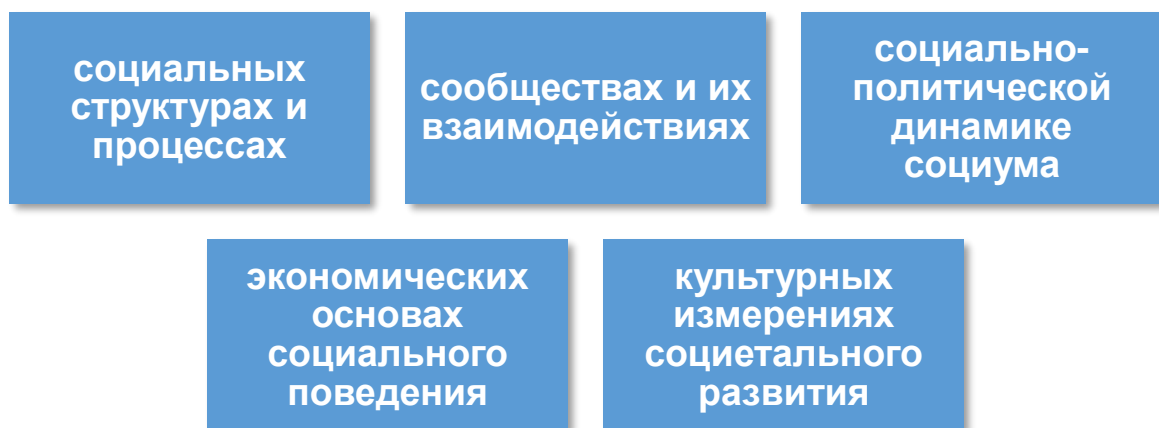 социальных
структурах и
процессах
сообществах и их
взаимодействиях
социально-
политической
динамике
социума
экономических
основах
социального
поведения
культурных
измерениях
социетального
развития